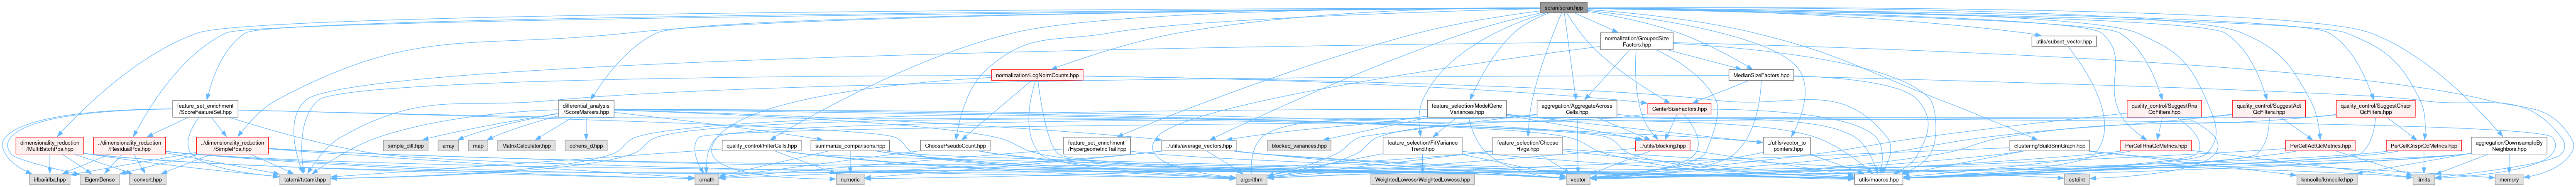 scran/scran.hpp
normalization/GroupedSize
Factors.hpp
utils/subset_vector.hpp
normalization/LogNormCounts.hpp
MedianSizeFactors.hpp
feature_set_enrichment
/ScoreFeatureSet.hpp
differential_analysis
/ScoreMarkers.hpp
feature_selection/ModelGene
Variances.hpp
aggregation/AggregateAcross
Cells.hpp
CenterSizeFactors.hpp
quality_control/SuggestRna
QcFilters.hpp
quality_control/SuggestAdt
QcFilters.hpp
quality_control/SuggestCrispr
QcFilters.hpp
dimensionality_reduction
/MultiBatchPca.hpp
../dimensionality_reduction
/ResidualPca.hpp
../dimensionality_reduction
/SimplePca.hpp
simple_diff.hpp
array
map
MatrixCalculator.hpp
cohens_d.hpp
quality_control/FilterCells.hpp
summarize_comparisons.hpp
ChoosePseudoCount.hpp
feature_set_enrichment
/HypergeometricTail.hpp
../utils/average_vectors.hpp
blocked_variances.hpp
feature_selection/FitVariance
Trend.hpp
feature_selection/Choose
Hvgs.hpp
../utils/blocking.hpp
../utils/vector_to
_pointers.hpp
clustering/BuildSnnGraph.hpp
PerCellRnaQcMetrics.hpp
PerCellAdtQcMetrics.hpp
PerCellCrisprQcMetrics.hpp
aggregation/DownsampleBy
Neighbors.hpp
irlba/irlba.hpp
Eigen/Dense
convert.hpp
tatami/tatami.hpp
cmath
numeric
algorithm
WeightedLowess/WeightedLowess.hpp
vector
utils/macros.hpp
cstdint
knncolle/knncolle.hpp
limits
memory